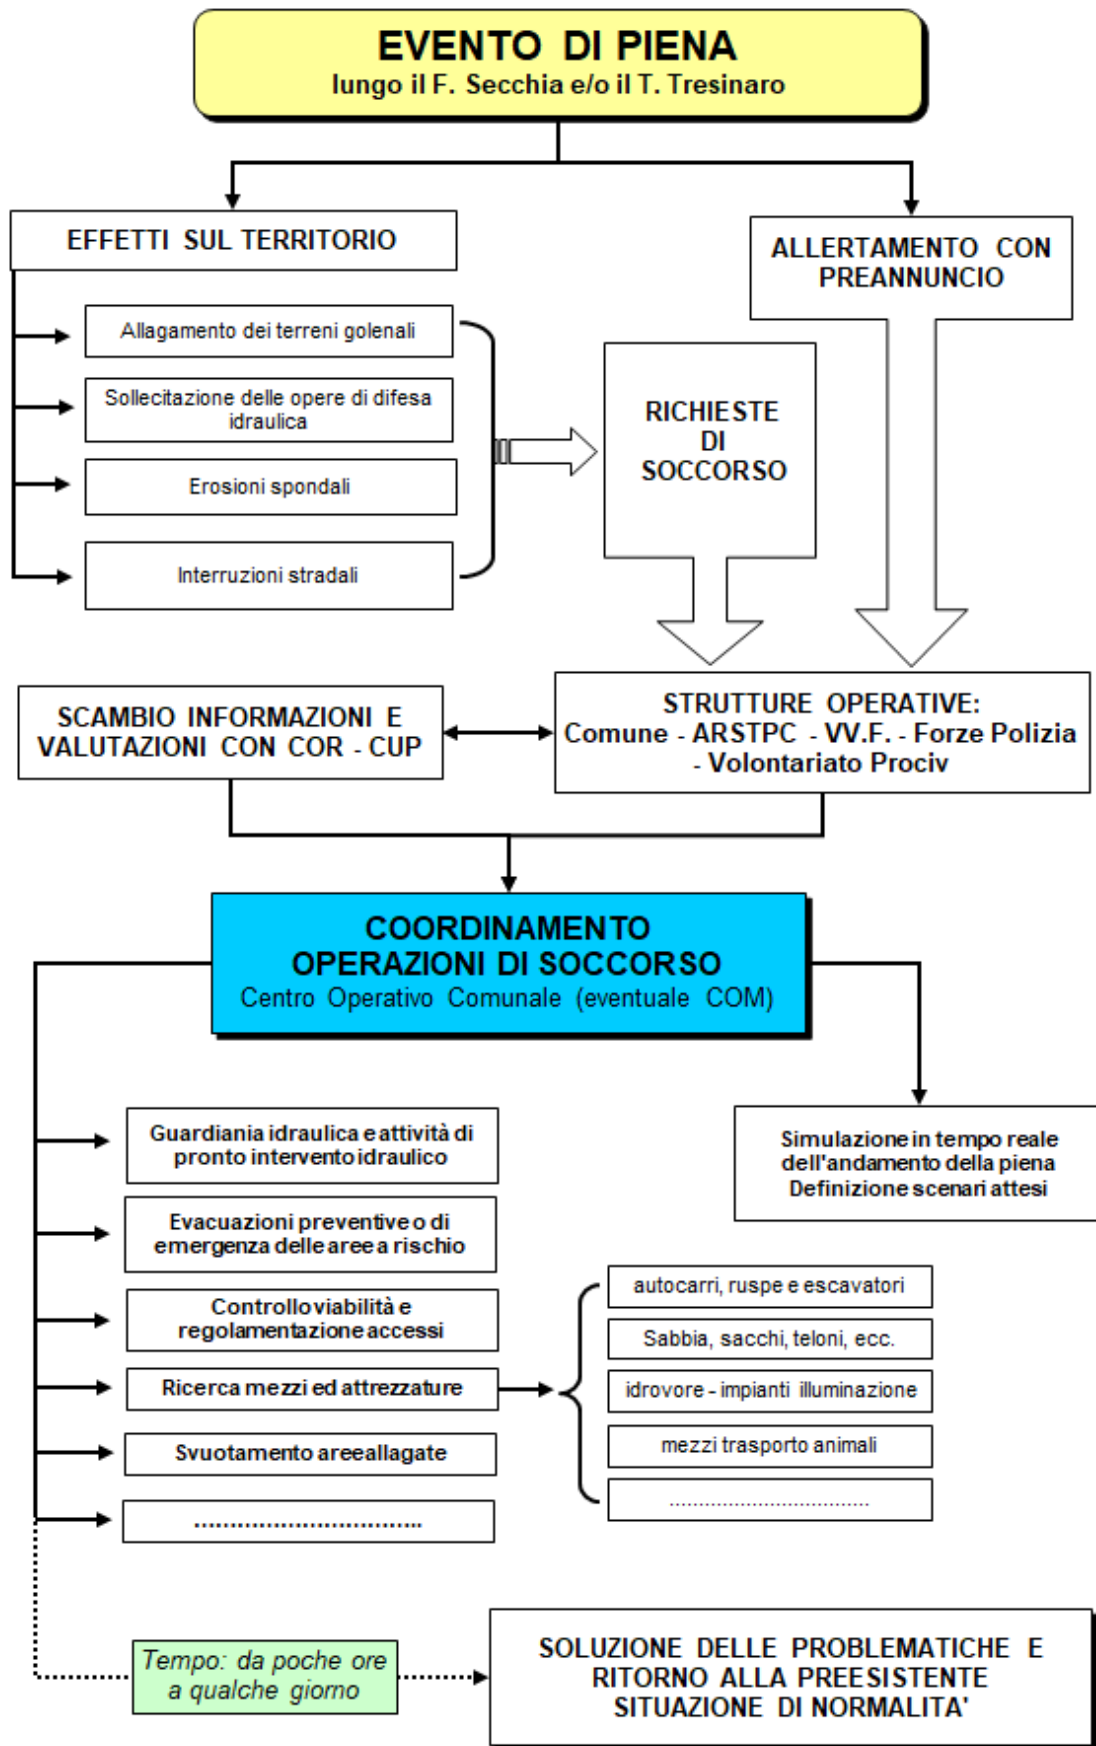 EVENTO DI PIENA
lungo il F. Secchia e/o il T. Tresinaro
EFFETTI SUL TERRITORIO
ALLERTAMENTO CON
PREANNUNCIO
Allagamento dei terreni golenali
Sollecitazione delle opere di difesa
idraulica
Erosioni spondali
Interruzioni stradali
RICHIESTE
DI
SOCCORSO
SCAMBIO INFORMAZIONI E
VALUTAZIONI CON COR - CUP
STRUTTURE OPERATIVE:
Comune - ARSTPC - VV.F. - Forze Polizia
- Volontariato Prociv
COORDINAMENTO
OPERAZIONI DI SOCCORSO
Centro Operativo Comunale (eventuale COM)
Guardiania idraulica e attività di
pronto intervento idraulico
Evacuazioni preventive o di
emergenza delle aree a rischio
Controllo viabilità e
regolamentazione accessi
Ricerca mezzi ed attrezzature
Svuotamento aree allagate
................................
Simulazione in tempo reale
dell'andamento della piena
Definizione scenari attesi
autocarri, ruspe e escavatori
Sabbia, sacchi, teloni, ecc.
idrovore - impianti illuminazione
mezzi trasporto animali
..................................
Tempo: da poche ore
a qualche giorno
SOLUZIONE DELLE PROBLEMATICHE E
RITORNO ALLA PREESISTENTE
SITUAZIONE DI NORMALITA'